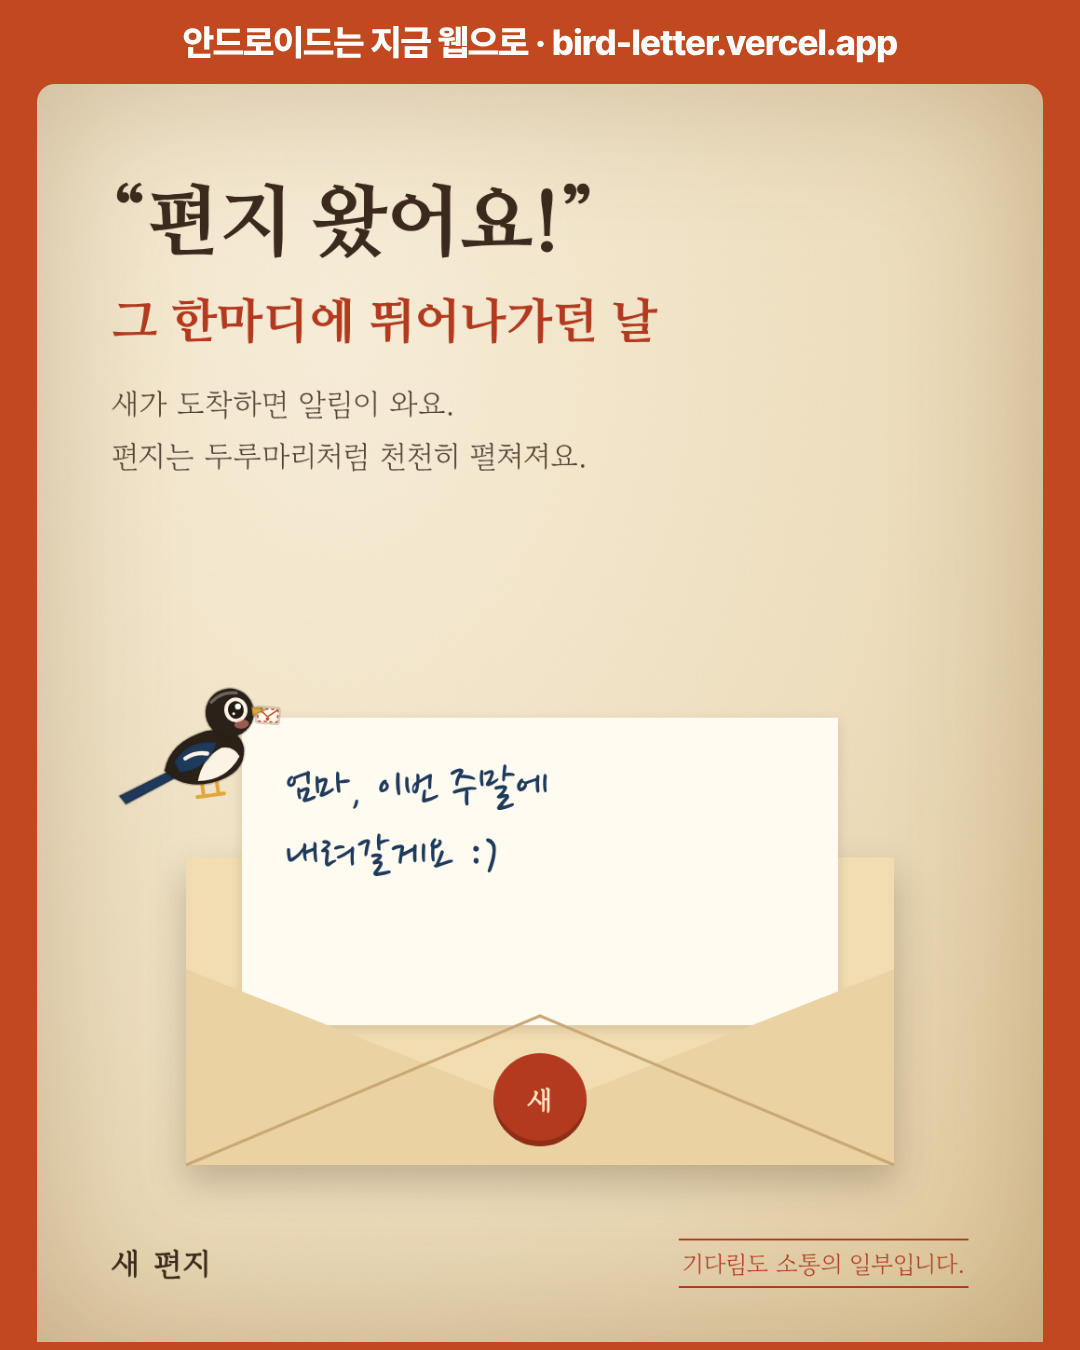 안드로이드는 지금 웹으로 · bird-letter.vercel.app
“편지 왔어요!”
그 한마디에 뛰어나가던 날
새가 도착하면 알림이 와요.
편지는 두루마리처럼 천천히 펼쳐져요.
엄마, 이번 주말에
내려갈게요 :)
새
새 편지
기다림도 소통의 일부입니다.